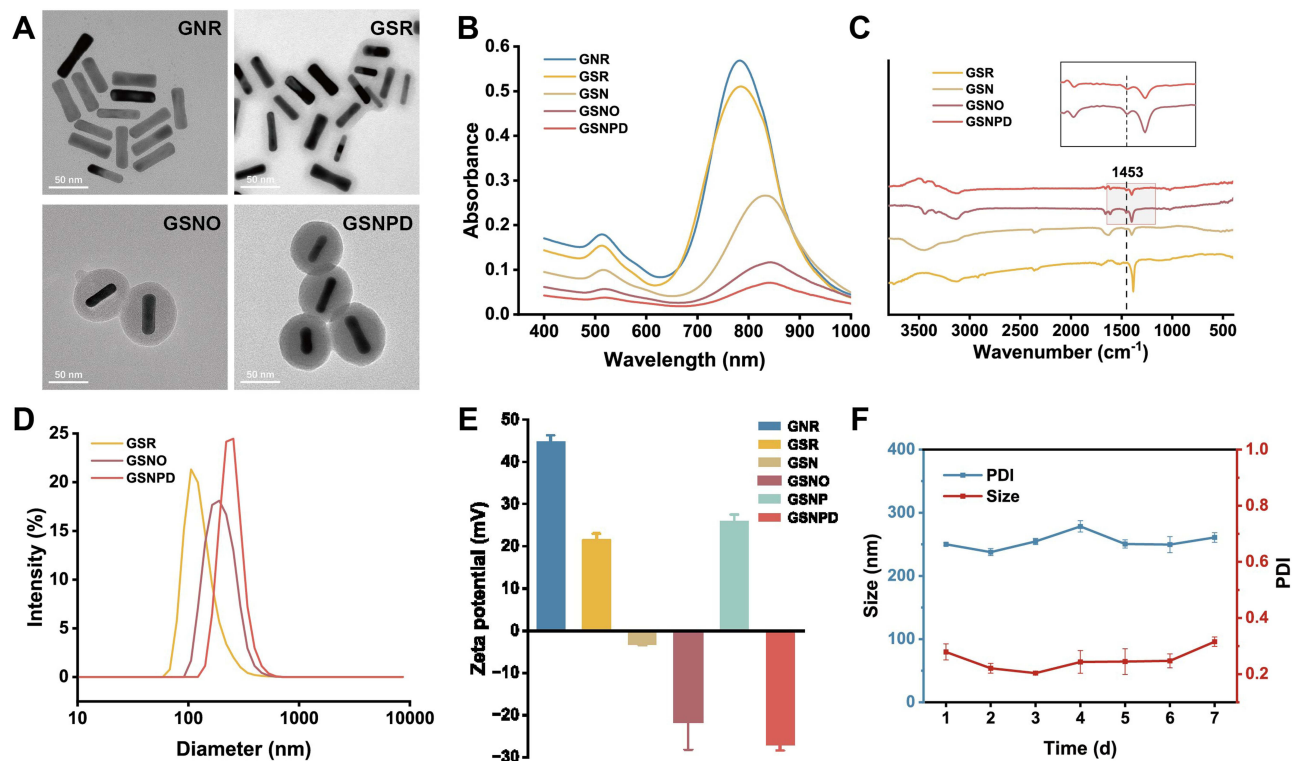 A
GNR
GSR
50 nm
50 nm
GSNO
GSNPD
50 nm
50 nm
B
GNR
GSR
GSN
GSNO
GSNPD
0.6
0.5
0.4
0.3
0.2
0.1
0.0
Absorbance
400 500 600 700 800 900 1000
Wavelength (nm)
C
GSR
GSN
GSNO
GSNPD
1453
3500 3000 2500 2000 1500 1000 500
Wavenumber (cm⁻¹)
D
GSR
GSNO
GSNPD
25
20
15
10
5
0
Intensity (%)
10 100 1000 10000
Diameter (nm)
E
GNR
GSR
GSN
GSNO
GSNP
GSNPD
50
40
30
20
10
0
−10
−20
−30
Zeta potential (mV)
F
PDI
Size
400
300
200
100
0
Size (nm)
1.0
0.8
0.6
0.4
0.2
PDI
1 2 3 4 5 6 7
Time (d)